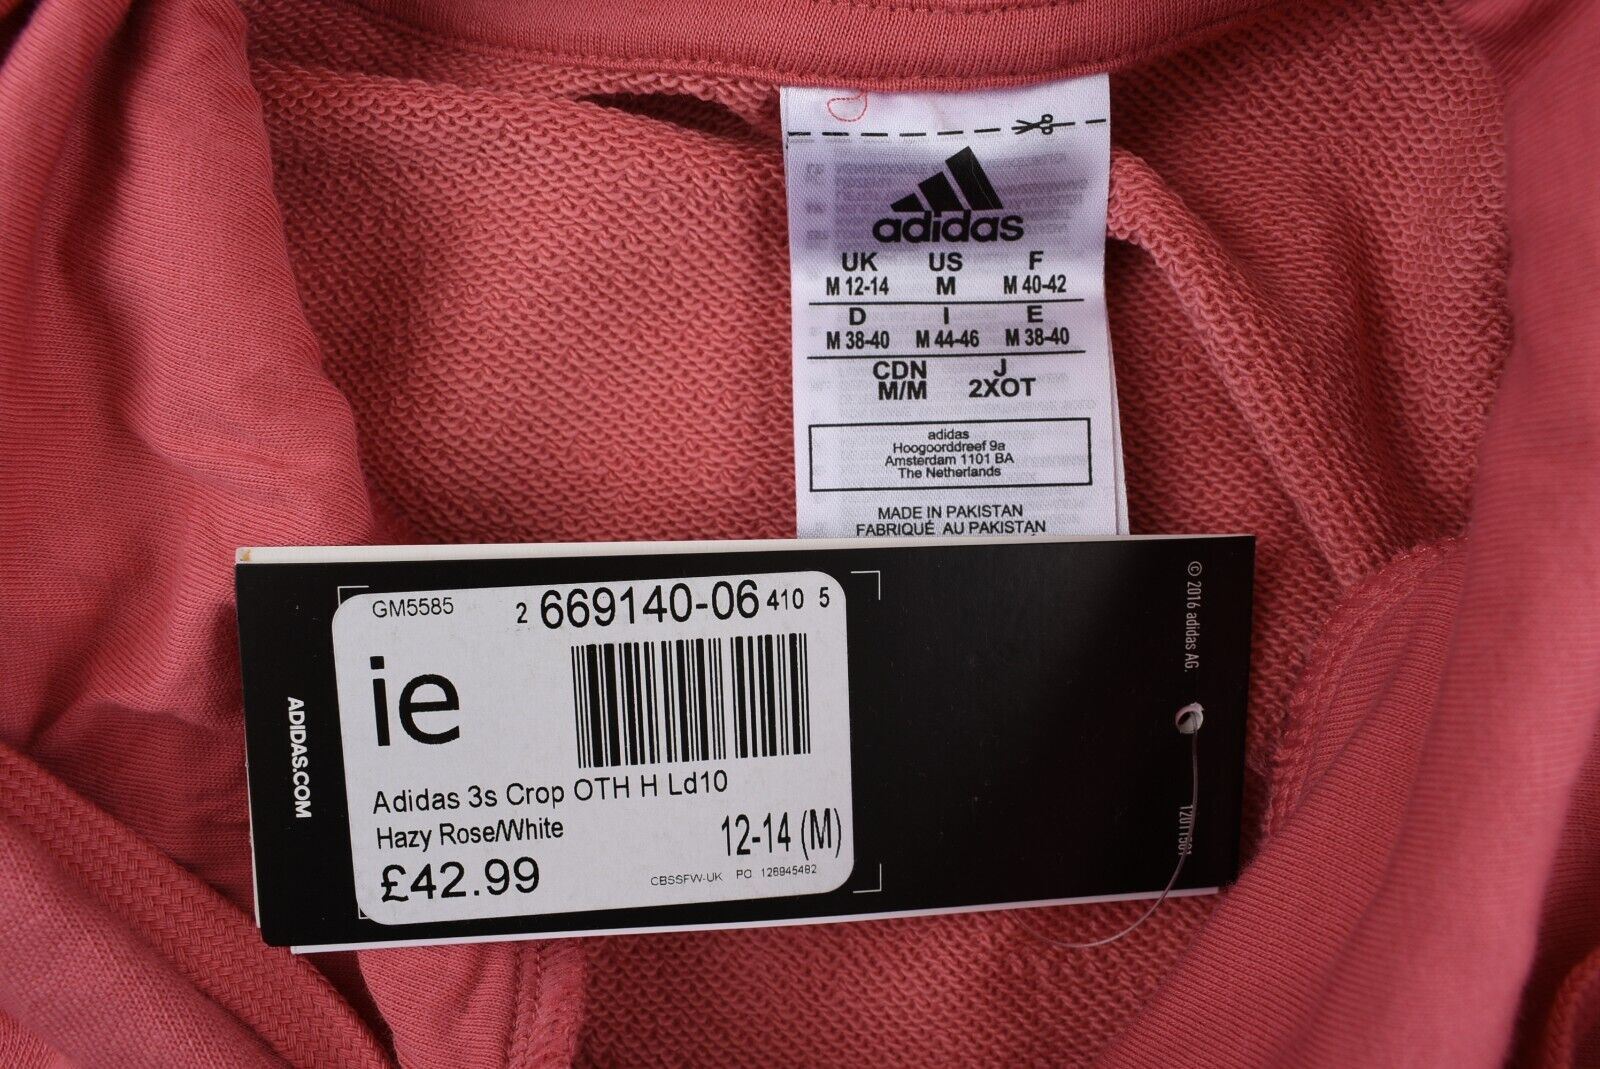 adidas
UK US F
M 12-14 M M 40-42
D I E
M 38-40 M 44-46 M 38-40
CDN J
M/M 2XOT
adidas
Hoogoorddreef 9a
Amsterdam 1101 BA
The Netherlands
MADE IN PAKISTAN
FABRIQUÉ AU PAKISTAN
GM5585
2 669140-06 410 5
ie
Adidas 3s Crop OTH H Ld10
Hazy Rose/White
12-14 (M)
£42.99
CBSSFW-UK PO 126945482
ADIDAS.COM
© 2016 adidas AG.